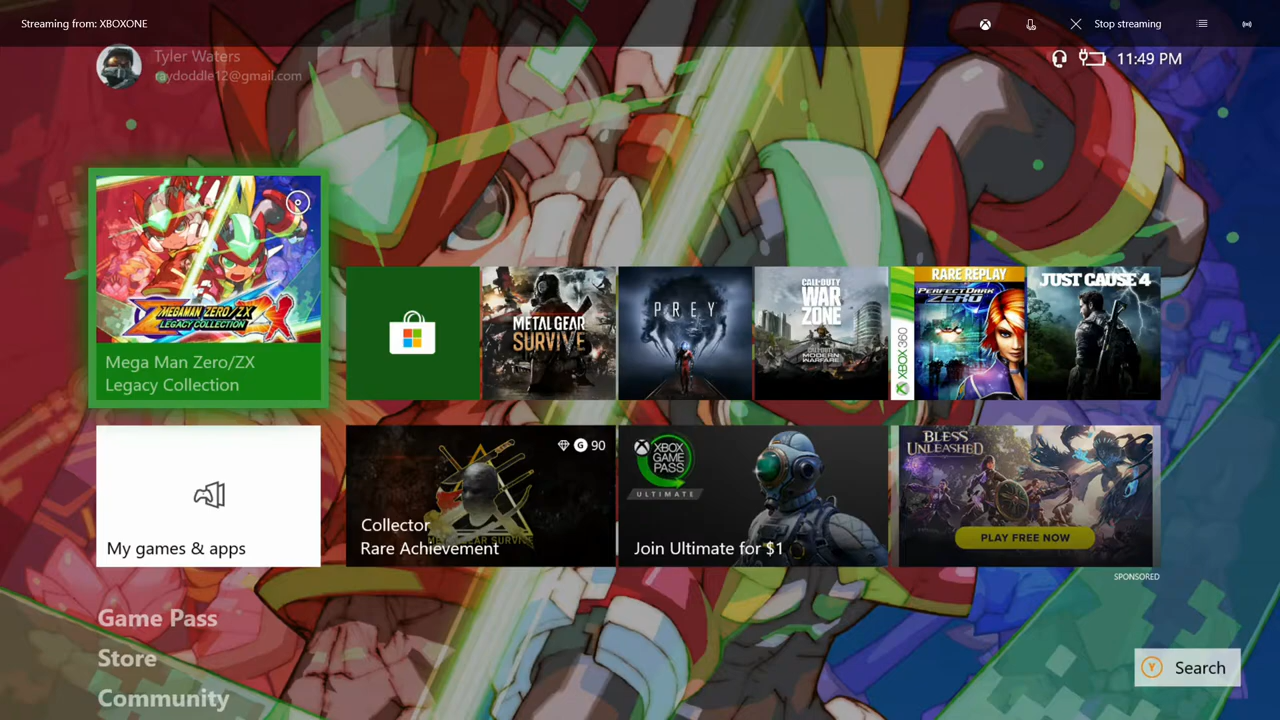 Streaming from: XBOXONE
Stop streaming
Tyler Waters
raydoddle12@gmail.com
11:49 PM
MEGAMAN ZERO/ZX
LEGACY COLLECTION
Mega Man Zero/ZX
Legacy Collection
METAL GEAR
SURVIVE
PREY
CALL OF DUTY
WAR
ZONE
MODERN
WARFARE
XBOX 360
RARE REPLAY
PERFECT DARK
ZERO
JUST CAUSE 4
My games & apps
G 90
METAL GEAR SURVIVE
Collector
Rare Achievement
XBOX
GAME
PASS
ULTIMATE
Join Ultimate for $1
BLESS
UNLEASHED
PLAY FREE NOW
SPONSORED
Game Pass
Store
Community
Y Search